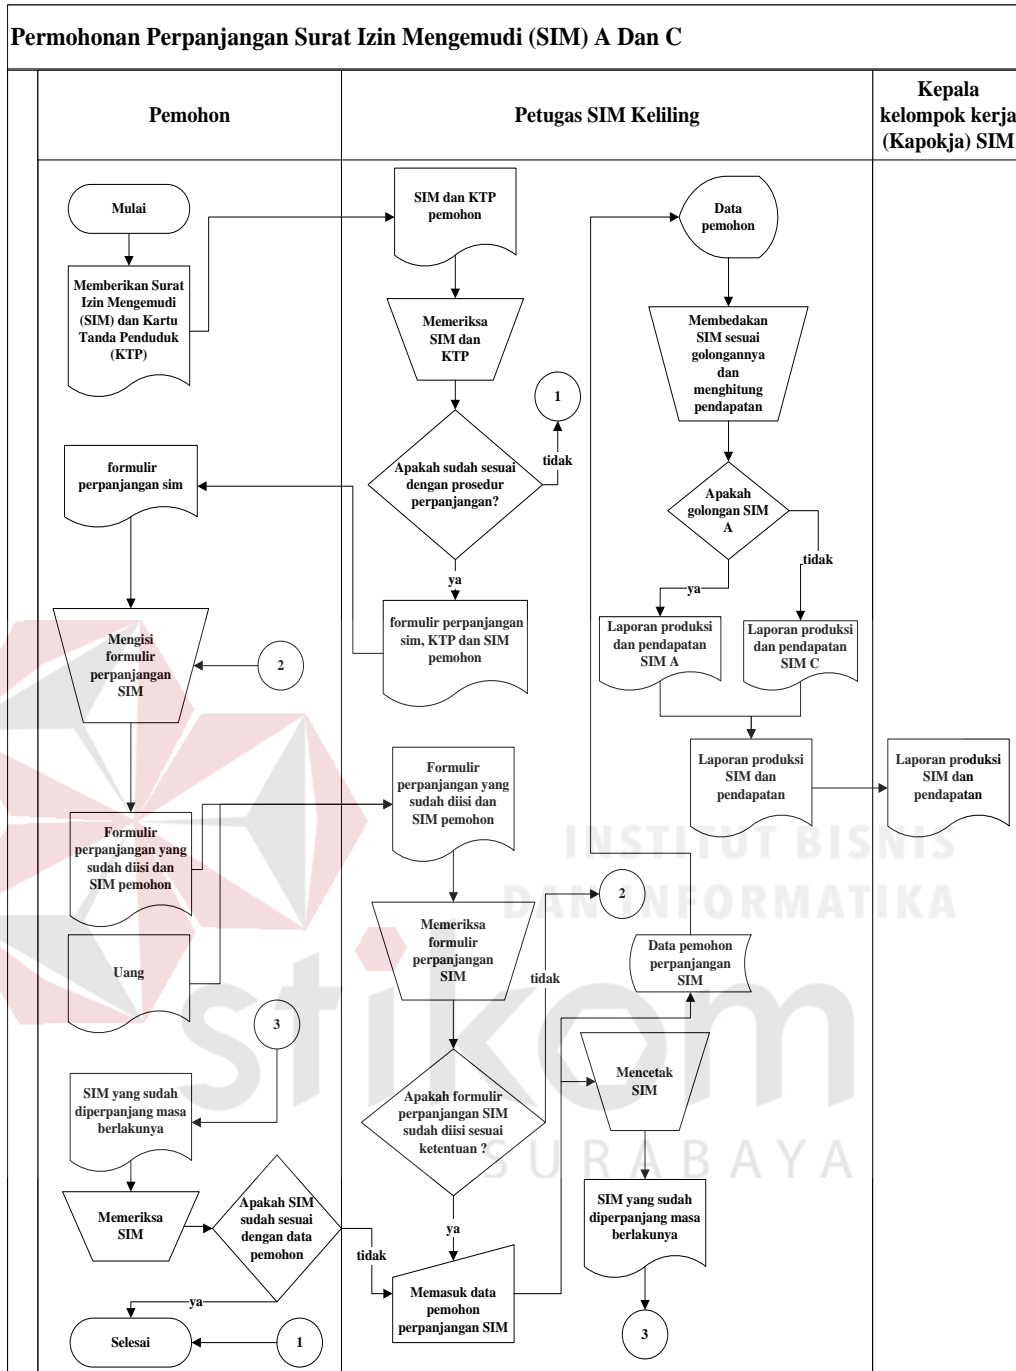 Permohonan Perpanjangan Surat Izin Mengemudi (SIM) A Dan C
Pemohon
Petugas SIM Keliling
Kepala
kelompok kerja
(Kapokja) SIM
Mulai
Memberikan Surat
Izin Mengemudi
(SIM) dan Kartu
Tanda Penduduk
(KTP)
SIM dan KTP
pemohon
Memeriksa
SIM dan
KTP
Apakah sudah sesuai
dengan prosedur
perpanjangan?
tidak
1
ya
formulir perpanjangan
sim, KTP dan SIM
pemohon
formulir
perpanjangan sim
Mengisi
formulir
perpanjangan
SIM
2
Formulir
perpanjangan yang
sudah diisi dan
SIM pemohon
Uang
Formulir
perpanjangan yang
sudah diisi dan
SIM pemohon
Memeriksa
formulir
perpanjangan
SIM
Apakah formulir
perpanjangan SIM
sudah diisi sesuai
ketentuan ?
tidak
2
ya
Memasuk data
pemohon
perpanjangan SIM
Data pemohon
perpanjangan
SIM
Mencetak
SIM
SIM yang sudah
diperpanjang masa
berlakunya
3
3
SIM yang sudah
diperpanjang masa
berlakunya
Memeriksa
SIM
Apakah SIM
sudah sesuai
dengan data
pemohon
tidak
ya
Selesai
1
Data
pemohon
Membedakan
SIM sesuai
golongannya
dan
menghitung
pendapatan
Apakah
golongan SIM
A
ya
tidak
Laporan produksi
dan pendapatan
SIM A
Laporan produksi
dan pendapatan
SIM C
Laporan produksi
SIM dan
pendapatan
Laporan produksi
SIM dan
pendapatan
INSTITUT BISNIS
DAN INFORMATIKA
stikom
SURABAYA